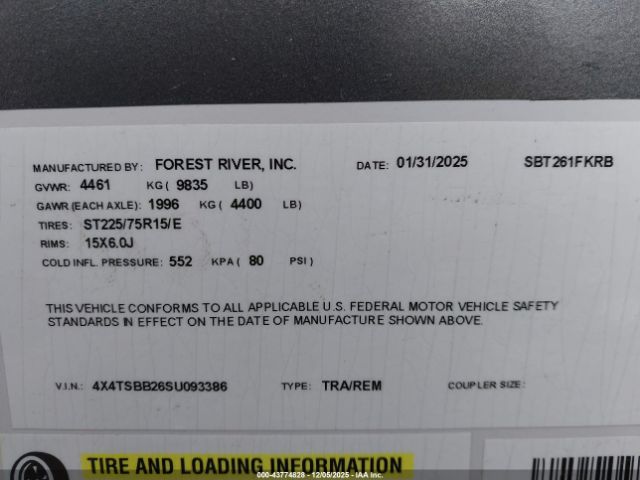 MANUFACTURED BY: FOREST RIVER, INC. DATE: 01/31/2025 SBT261FKRB
GVWR: 4461 KG ( 9835 LB)
GAWR (EACH AXLE): 1996 KG ( 4400 LB)
TIRES: ST225/75R15/E
RIMS: 15X6.0J
COLD INFL. PRESSURE: 552 KPA ( 80 PSI )
THIS VEHICLE CONFORMS TO ALL APPLICABLE U.S. FEDERAL MOTOR VEHICLE SAFETY
STANDARDS IN EFFECT ON THE DATE OF MANUFACTURE SHOWN ABOVE.
V.I.N.: 4X4TSBB26SU093386 TYPE: TRA/REM COUPLER SIZE:
TIRE AND LOADING INFORMATION
000-43774828 - 12/05/2025 - IAA Inc.